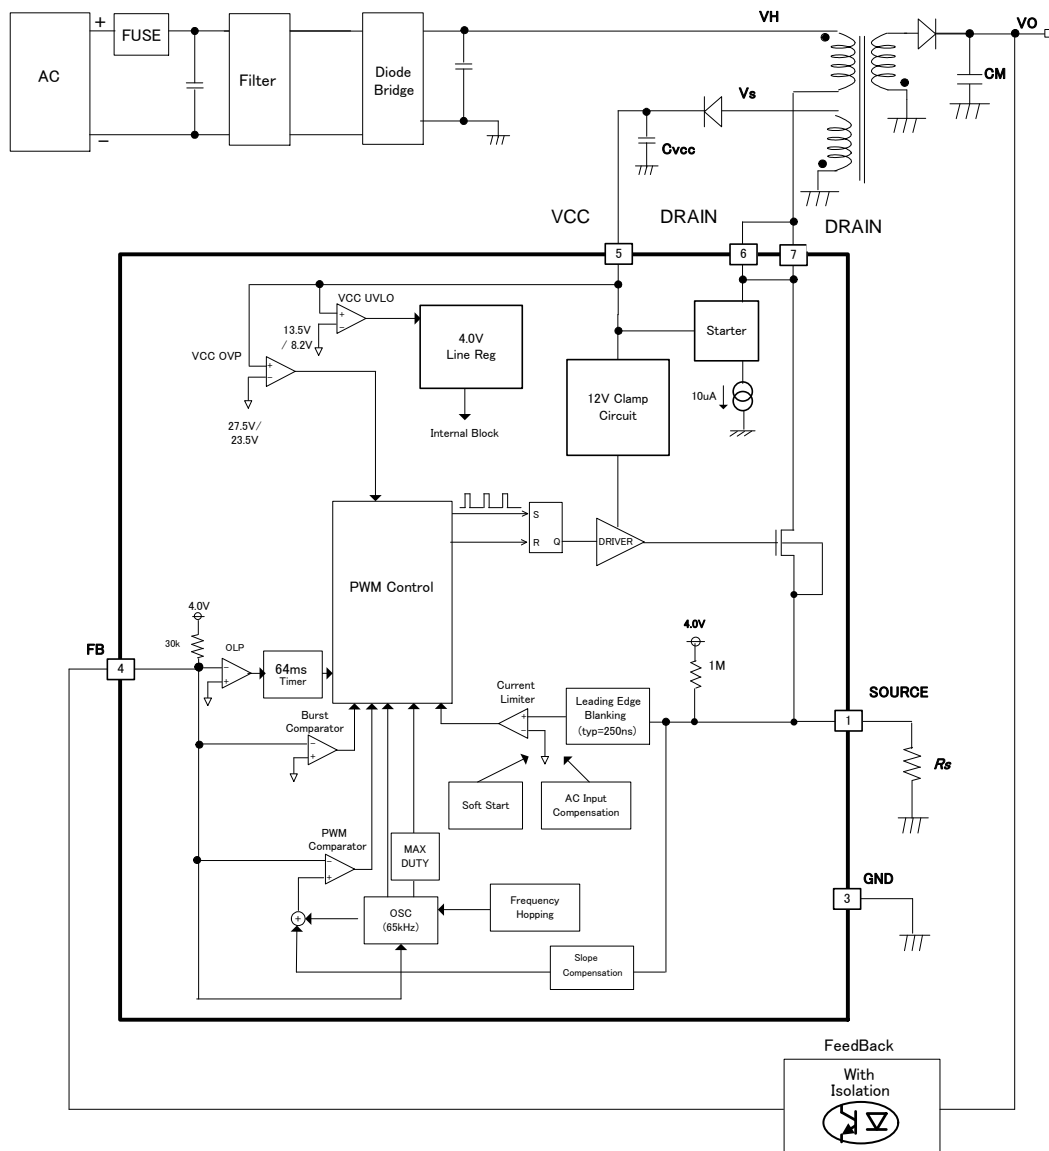 VH
VO
+
FUSE
AC
Filter
Diode
Bridge
CM
Vs
−
Cvcc
VCC
DRAIN
DRAIN
5
6
7
VCC UVLO
+
−
13.5V
/ 8.2V
4.0V
Line Reg
Starter
VCC OVP
+
−
12V Clamp
Circuit
10uA
27.5V/
23.5V
Internal Block
S
R
Q
DRIVER
PWM Control
4.0V
30k
OLP
FB
4
−
+
64ms
Timer
4.0V
1M
Current
Limiter
Leading Edge
Blanking
(typ=250ns)
+
−
SOURCE
1
Rs
Burst
Comparator
−
+
Soft Start
AC Input
Compensation
PWM
Comparator
−
+
MAX
DUTY
GND
3
+
OSC
(65kHz)
Frequency
Hopping
Slope
Compensation
FeedBack
With
Isolation